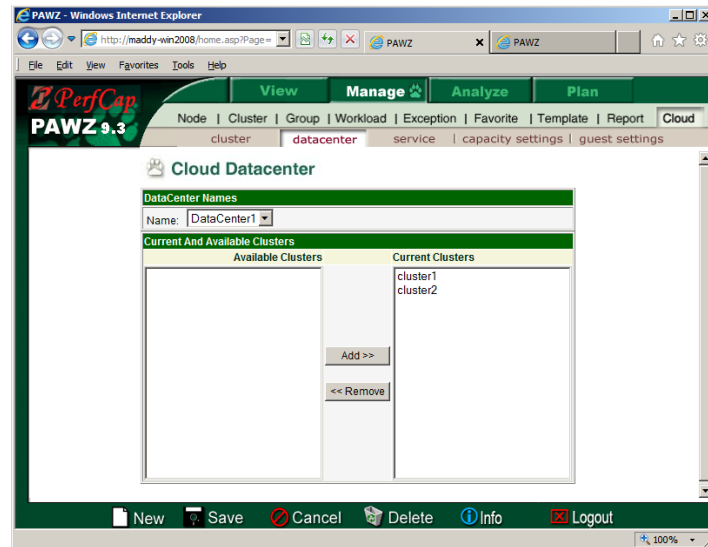 PAWZ - Windows Internet Explorer
http://maddy-win2008/home.asp?Page=
PAWZ
PAWZ
File Edit View Favorites Tools Help
PerfCap
PAWZ 9.3
View Manage Analyze Plan
Node | Cluster | Group | Workload | Exception | Favorite | Template | Report Cloud
cluster datacenter service | capacity settings | guest settings
Cloud Datacenter
DataCenter Names
Name: DataCenter1
Current And Available Clusters
Available Clusters Current Clusters
cluster1
cluster2
Add >>
<< Remove
New Save Cancel Delete Info Logout
100%